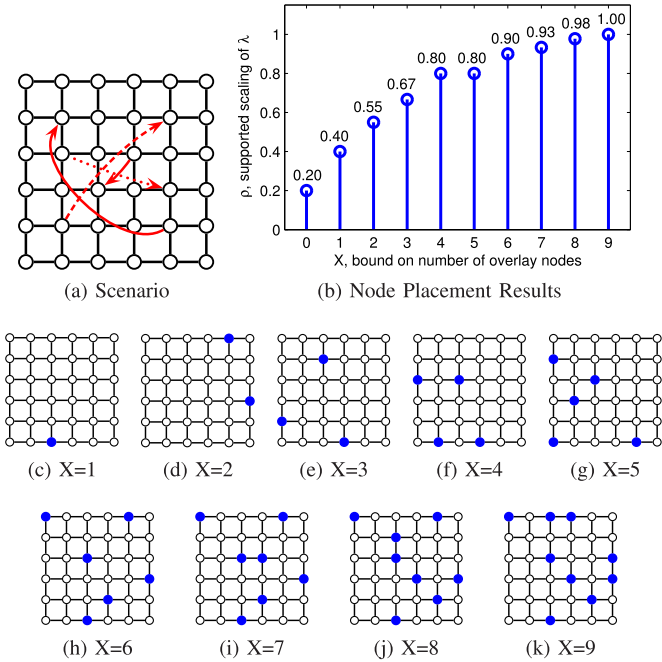 ρ, supported scaling of λ
1
0.8
0.6
0.4
0.2
0
0.20
0.40
0.55
0.67
0.80
0.80
0.90
0.93
0.98
1.00
0 1 2 3 4 5 6 7 8 9
X, bound on number of overlay nodes
(a) Scenario
(b) Node Placement Results
(c) X=1
(d) X=2
(e) X=3
(f) X=4
(g) X=5
(h) X=6
(i) X=7
(j) X=8
(k) X=9